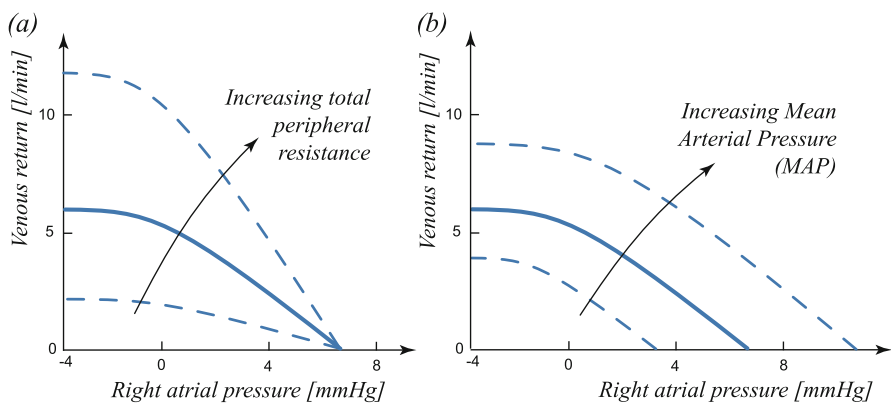 (a)
Venous return [l/min]
10
5
0
-4
0
4
8
Right atrial pressure [mmHg]
Increasing total
peripheral
resistance
(b)
Venous return [l/min]
10
5
0
-4
0
4
8
Right atrial pressure [mmHg]
Increasing Mean
Arterial Pressure
(MAP)